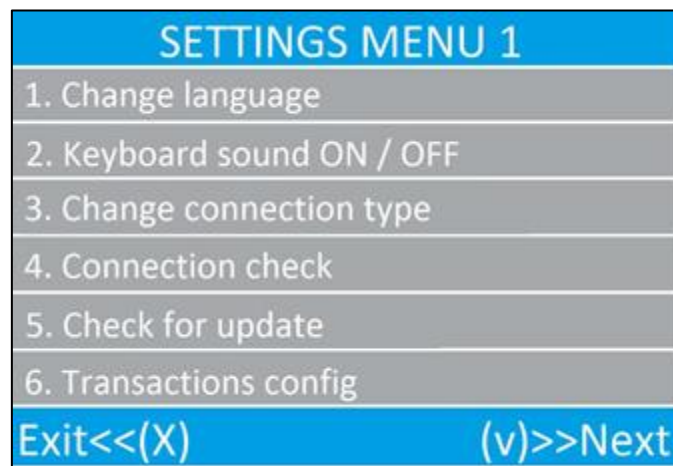 SETTINGS MENU 1
1. Change language
2. Keyboard sound ON / OFF
3. Change connection type
4. Connection check
5. Check for update
6. Transactions config
Exit<<(X) (v)>>Next